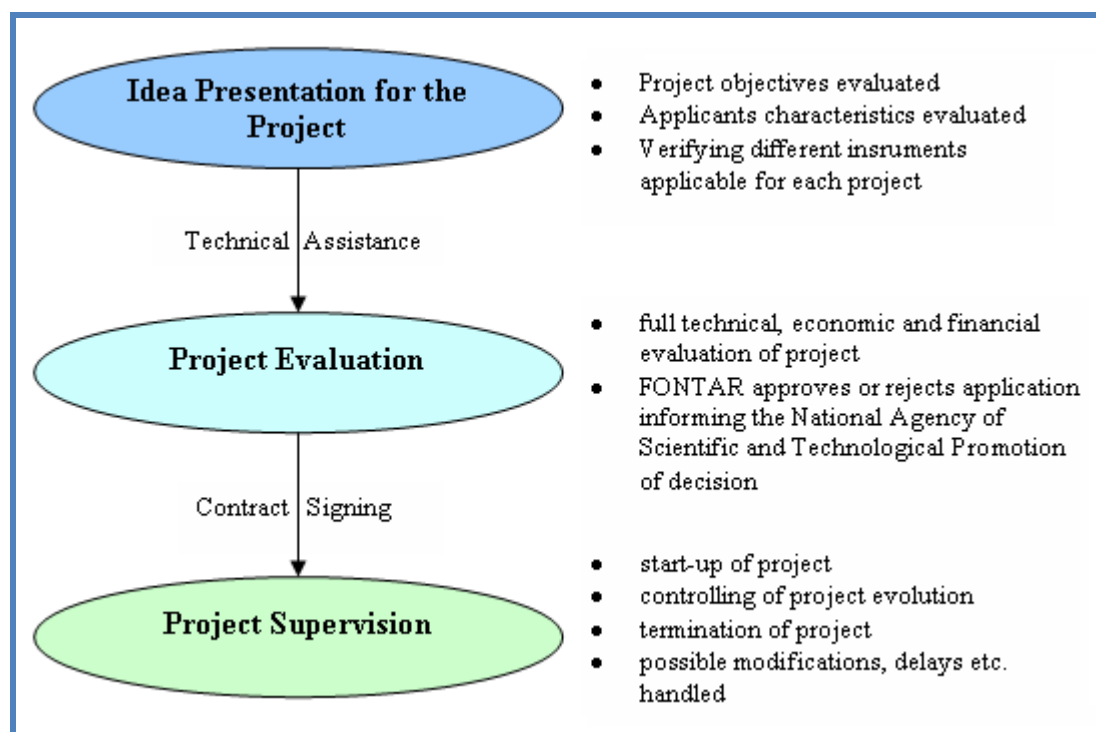 Idea Presentation for the
Project
• Project objectives evaluated
• Applicants characteristics evaluated
• Verifying different insruments
applicable for each project
Technical Assistance
Project Evaluation
• full technical, economic and financial
evaluation of project
• FONTAR approves or rejects application
informing the National Agency of
Scientific and Technological Promotion
of decision
Contract Signing
Project Supervision
• start-up of project
• controlling of project evolution
• termination of project
• possible modifications, delays etc.
handled